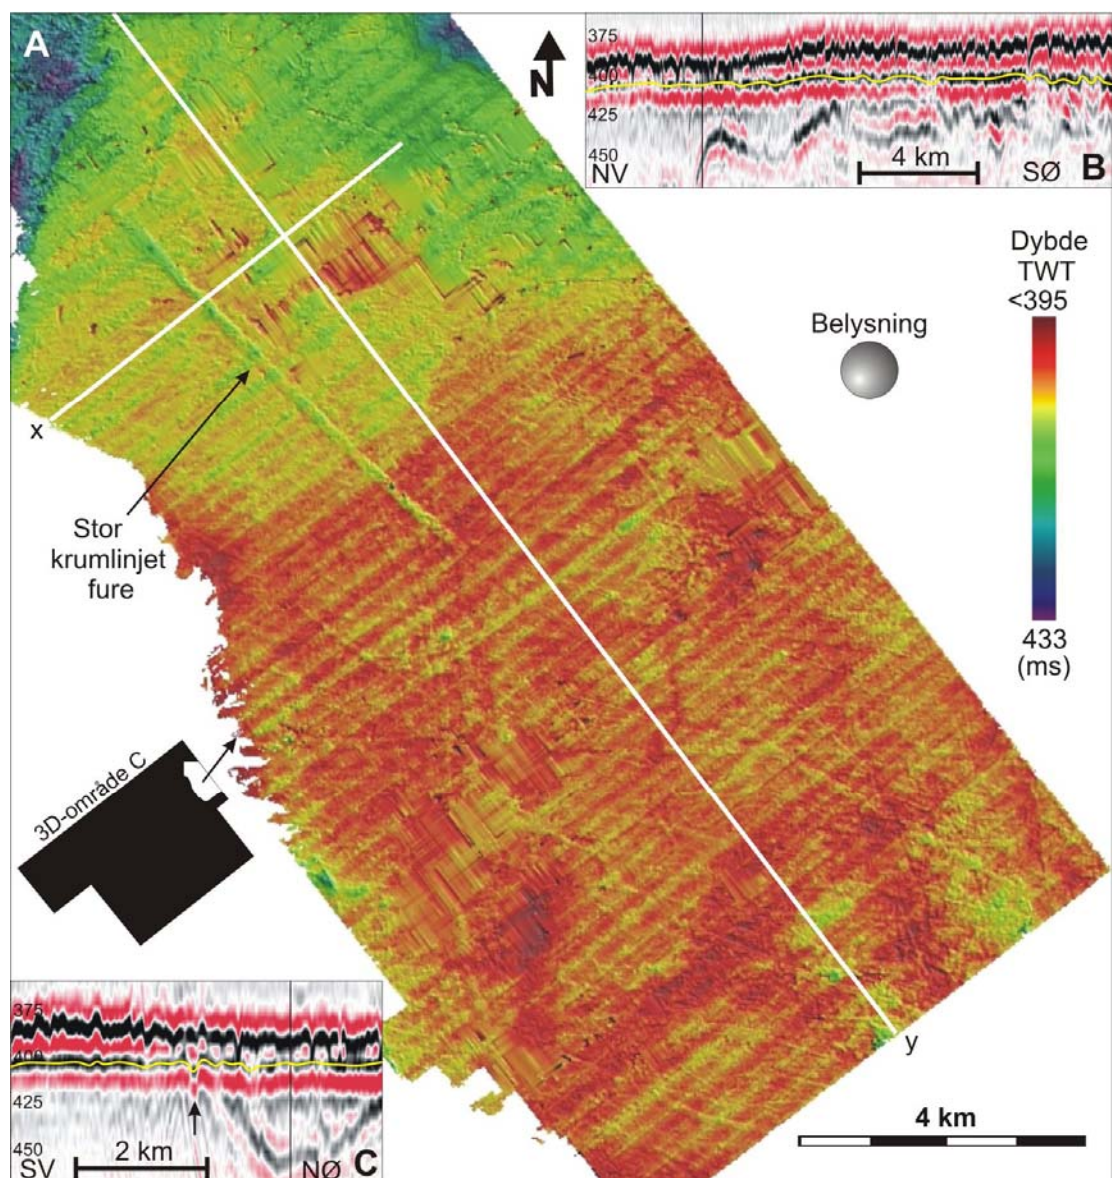 A
N
375
400
425
450
NV
4 km
SØ
B
Dybde
TWT
<395
433
(ms)
Belysning
x
Stor
krumlinjet
fure
3D-område C
y
4 km
375
400
425
450
SV
2 km
NØ
C